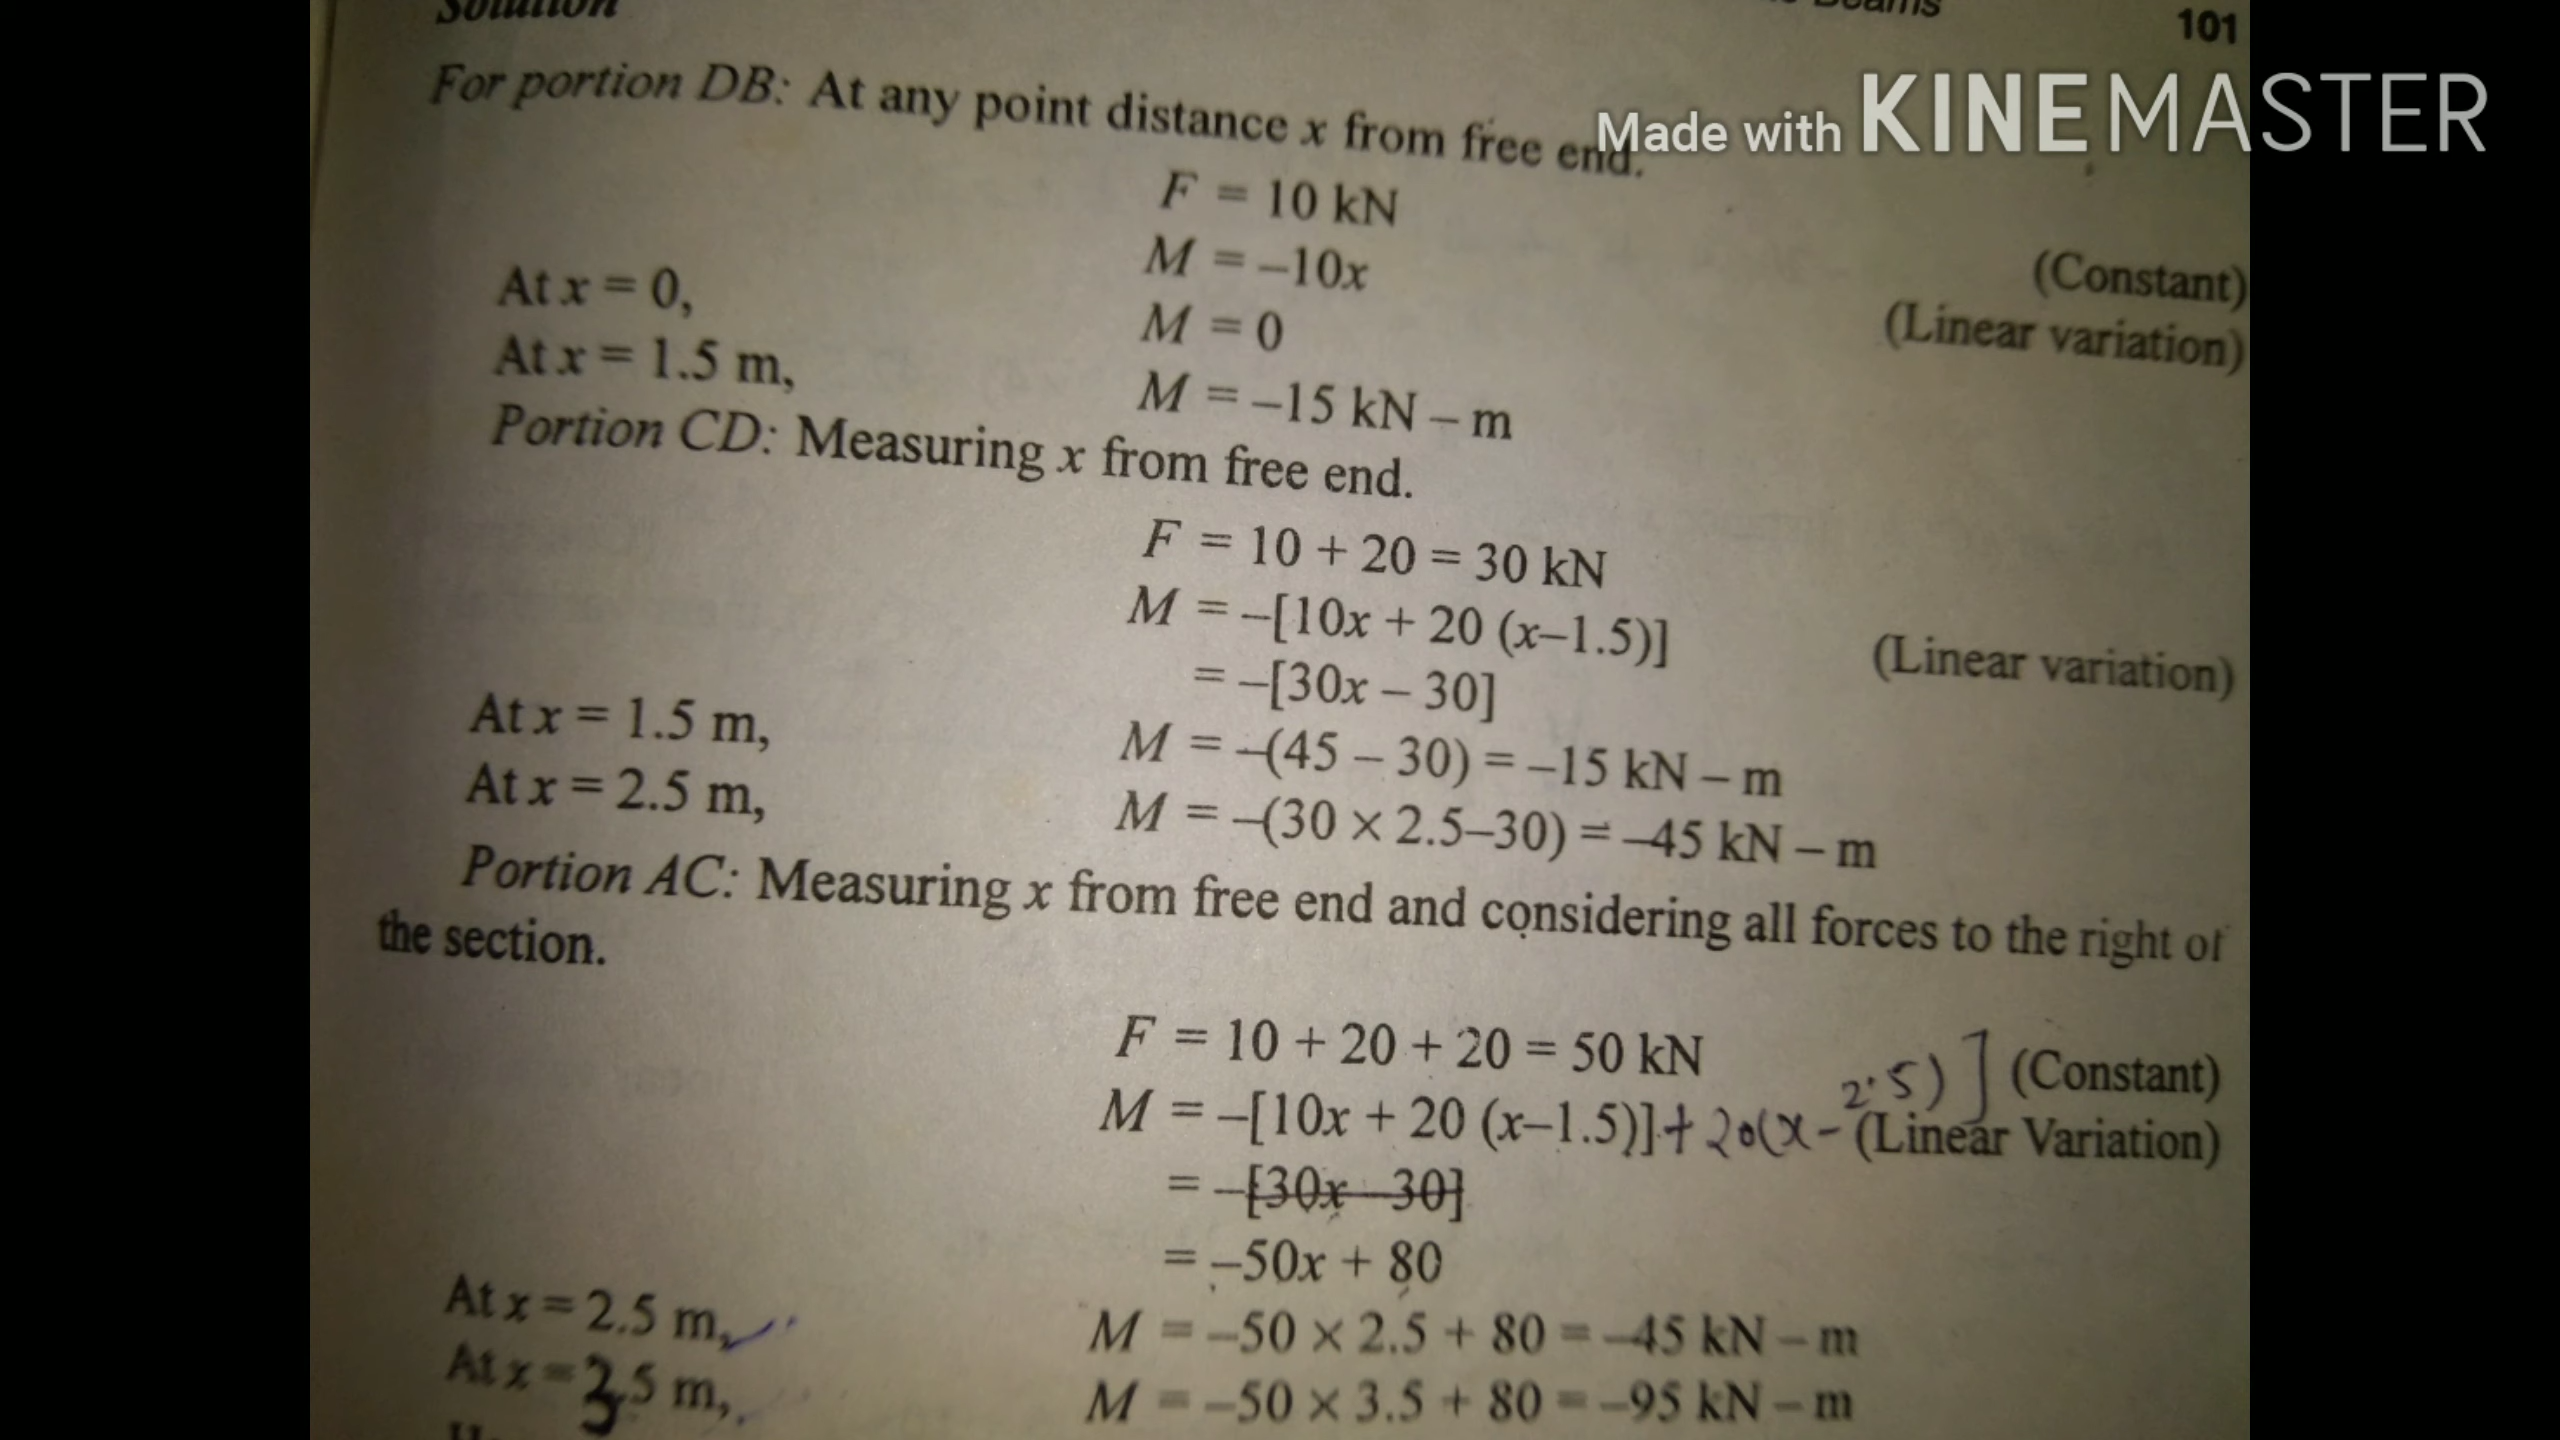 Solution
Beams
101
Made with KINEMASTER
For portion DB: At any point distance x from free end.
F = 10 kN
(Constant)
M = –10x
(Linear variation)
At x = 0,
M = 0
At x = 1.5 m,
M = –15 kN – m
Portion CD: Measuring x from free end.
F = 10 + 20 = 30 kN
M = –[10x + 20 (x–1.5)]
(Linear variation)
= –[30x – 30]
At x = 1.5 m,
M = –(45 – 30) = –15 kN – m
At x = 2.5 m,
M = –(30 × 2.5–30) = –45 kN – m
Portion AC: Measuring x from free end and considering all forces to the right of
the section.
F = 10 + 20 + 20 = 50 kN
(Constant)
M = –[10x + 20 (x–1.5)]+ 20(x – 2.5)]
(Linear Variation)
= –[30x – 30]
= –50x + 80
At x = 2.5 m,
M = –50 × 2.5 + 80 = –45 kN – m
At x = 3.5 m,
M = –50 × 3.5 + 80 = –95 kN – m